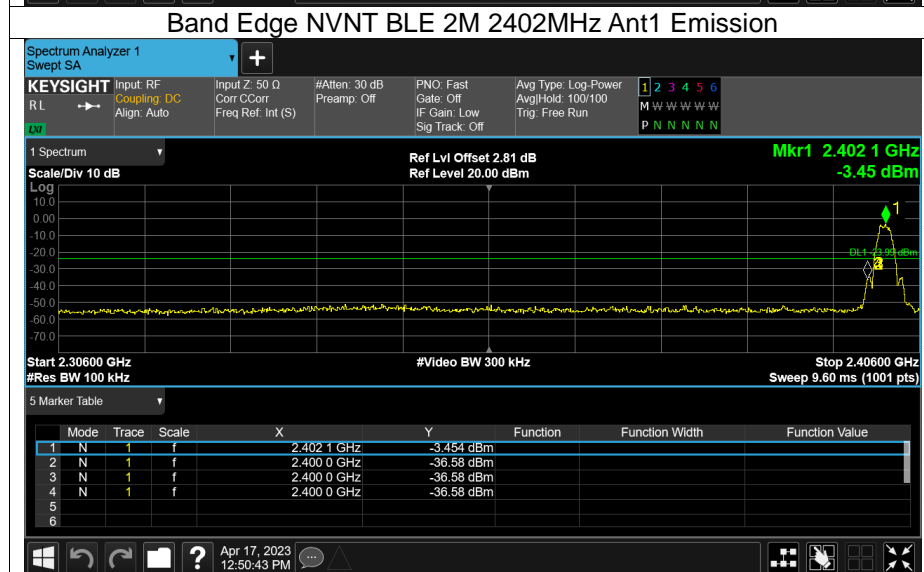 Band Edge NVNT BLE 2M 2402MHz Ant1 Emission
Spectrum Analyzer 1
Swept SA
+
KEYSIGHT Input: RF Input Z: 50 Ω #Atten: 30 dB PNO: Fast Avg Type: Log-Power 1 2 3 4 5 6
R L Coupling: DC Corr CCorr Preamp: Off Gate: Off Avg|Hold: 100/100 M W W W W W
Align: Auto Freq Ref: Int (S) IF Gain: Low Trig: Free Run
LXI Sig Track: Off P N N N N N
1 Spectrum Ref Lvl Offset 2.81 dB Mkr1 2.402 1 GHz
Scale/Div 10 dB Ref Level 20.00 dBm -3.45 dBm
Log
10.0 1
0.00
-10.0
-20.0 DL1 -23.99 dBm
-30.0
-40.0
-50.0
-60.0
-70.0
Start 2.30600 GHz #Video BW 300 kHz Stop 2.40600 GHz
#Res BW 100 kHz Sweep 9.60 ms (1001 pts)
5 Marker Table
Mode Trace Scale X Y Function Function Width Function Value
1 N 1 f 2.402 1 GHz -3.454 dBm
2 N 1 f 2.400 0 GHz -36.58 dBm
3 N 1 f 2.400 0 GHz -36.58 dBm
4 N 1 f 2.400 0 GHz -36.58 dBm
5
6
? Apr 17, 2023
12:50:43 PM